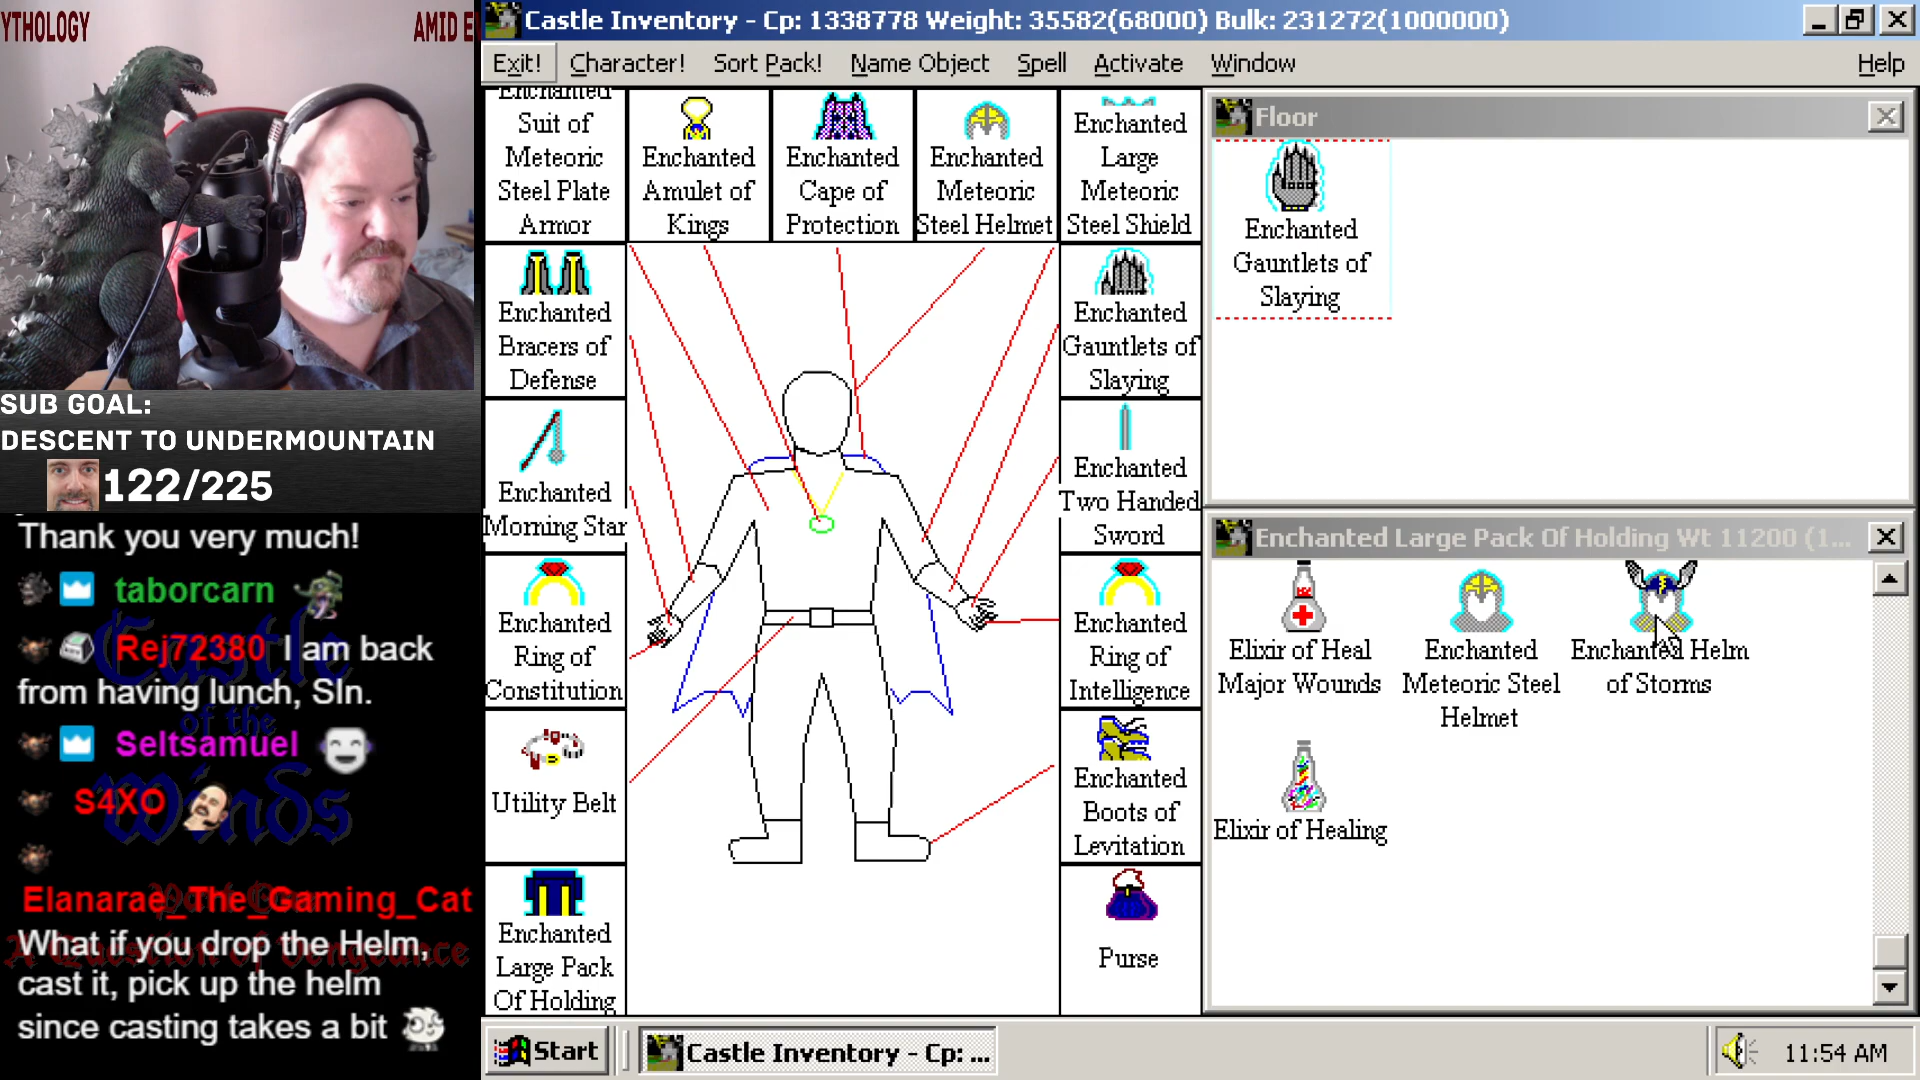 YTHOLOGY
AMID E
SUB GOAL:
DESCENT TO UNDERMOUNTAIN
122/225
Thank you very much!
taborcarn
Rej72380 I am back
from having lunch, SIn.
Seltsamuel
S4XO
Elanarae_The_Gaming_Cat
What if you drop the Helm,
cast it, pick up the helm
since casting takes a bit
Castle
of the
Winds
A Question of Vengeance
Castle Inventory - Cp: 1338778 Weight: 35582(68000) Bulk: 231272(1000000)
Exit! Character! Sort Pack! Name Object Spell Activate Window Help
Enchanted
Suit of
Meteoric
Steel Plate
Armor
Enchanted
Amulet of
Kings
Enchanted
Cape of
Protection
Enchanted
Meteoric
Steel Helmet
Enchanted
Large
Meteoric
Steel Shield
Enchanted
Bracers of
Defense
Enchanted
Gauntlets of
Slaying
Enchanted
Morning Star
Enchanted
Two Handed
Sword
Enchanted
Ring of
Constitution
Enchanted
Ring of
Intelligence
Utility Belt
Enchanted
Boots of
Levitation
Enchanted
Large Pack
Of Holding
Purse
Floor
Enchanted
Gauntlets of
Slaying
Enchanted Large Pack Of Holding Wt 11200 (1...
Elixir of Heal
Major Wounds
Enchanted
Meteoric Steel
Helmet
Enchanted Helm
of Storms
Elixir of Healing
Start
Castle Inventory - Cp: ...
11:54 AM